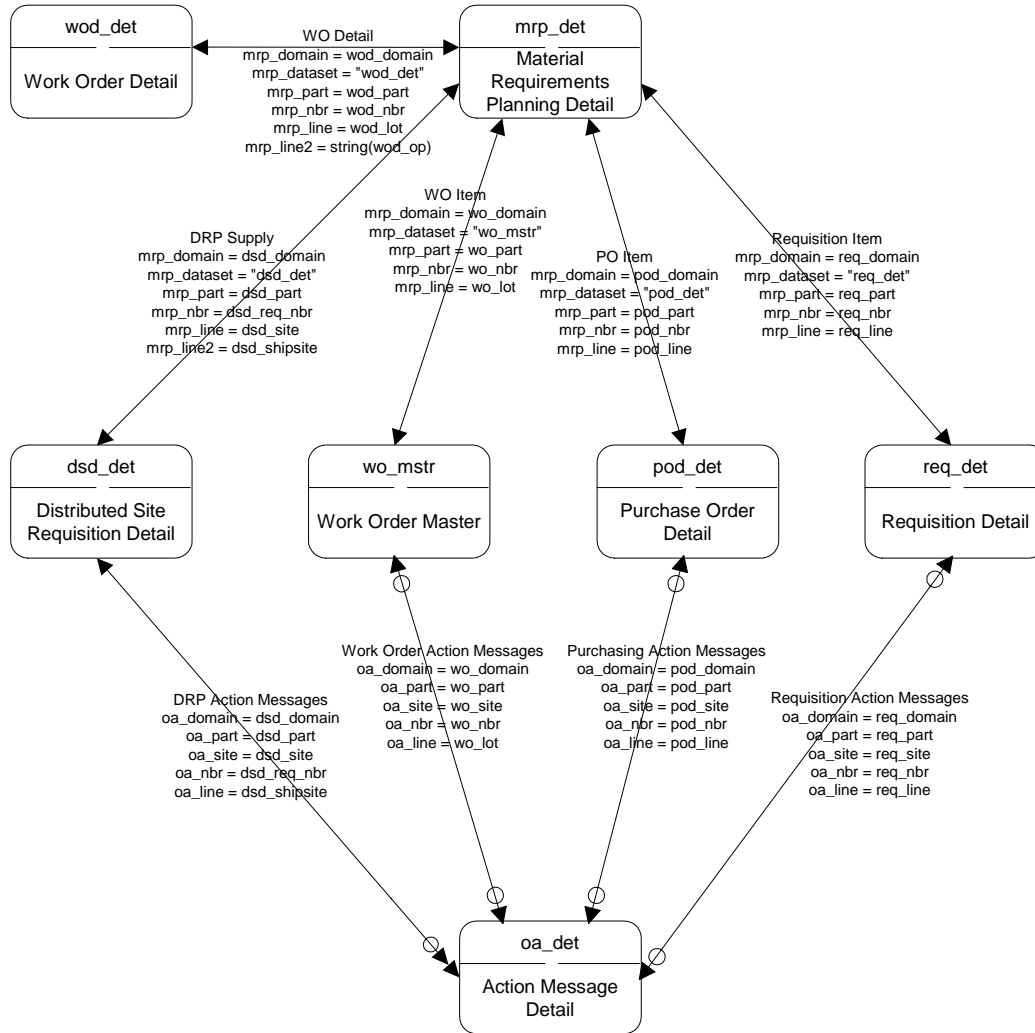 wod_det
Work Order Detail
WO Detail
mrp_domain = wod_domain
mrp_dataset = "wod_det"
mrp_part = wod_part
mrp_nbr = wod_nbr
mrp_line = wod_lot
mrp_line2 = string(wod_op)
mrp_det
Material
Requirements
Planning Detail
DRP Supply
mrp_domain = dsd_domain
mrp_dataset = "dsd_det"
mrp_part = dsd_part
mrp_nbr = dsd_req_nbr
mrp_line = dsd_site
mrp_line2 = dsd_shipsite
WO Item
mrp_domain = wo_domain
mrp_dataset = "wo_mstr"
mrp_part = wo_part
mrp_nbr = wo_nbr
mrp_line = wo_lot
PO Item
mrp_domain = pod_domain
mrp_dataset = "pod_det"
mrp_part = pod_part
mrp_nbr = pod_nbr
mrp_line = pod_line
Requisition Item
mrp_domain = req_domain
mrp_dataset = "req_det"
mrp_part = req_part
mrp_nbr = req_nbr
mrp_line = req_line
dsd_det
Distributed Site
Requisition Detail
wo_mstr
Work Order Master
pod_det
Purchase Order
Detail
req_det
Requisition Detail
DRP Action Messages
oa_domain = dsd_domain
oa_part = dsd_part
oa_site = dsd_site
oa_nbr = dsd_req_nbr
oa_line = dsd_shipsite
Work Order Action Messages
oa_domain = wo_domain
oa_part = wo_part
oa_site = wo_site
oa_nbr = wo_nbr
oa_line = wo_lot
Purchasing Action Messages
oa_domain = pod_domain
oa_part = pod_part
oa_site = pod_site
oa_nbr = pod_nbr
oa_line = pod_line
Requisition Action Messages
oa_domain = req_domain
oa_part = req_part
oa_site = req_site
oa_nbr = req_nbr
oa_line = req_line
oa_det
Action Message
Detail